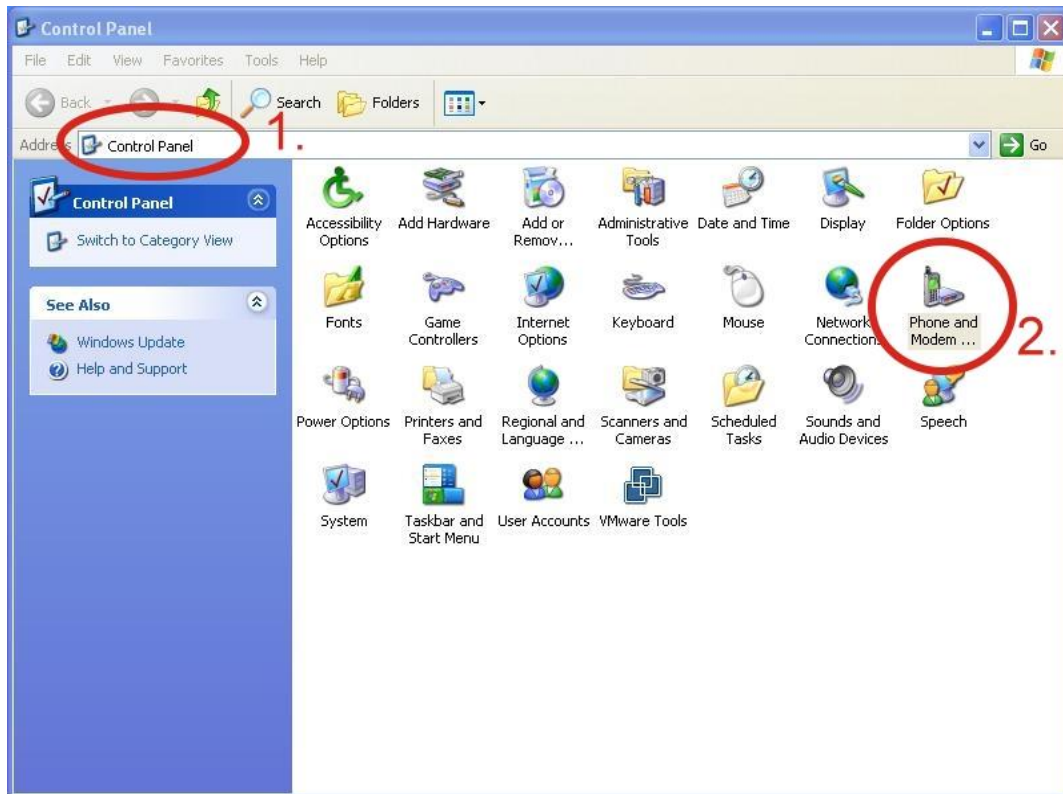 Control Panel
File Edit View Favorites Tools Help
Back Search Folders
1.
Address Control Panel Go
Control Panel
Switch to Category View
See Also
Windows Update
Help and Support
Accessibility Options
Add Hardware
Add or Remov...
Administrative Tools
Date and Time
Display
Folder Options
Fonts
Game Controllers
Internet Options
Keyboard
Mouse
Network Connection
Phone and Modem ...
2.
Power Options
Printers and Faxes
Regional and Language ...
Scanners and Cameras
Scheduled Tasks
Sounds and Audio Devices
Speech
System
Taskbar and Start Menu
User Accounts
VMware Tools